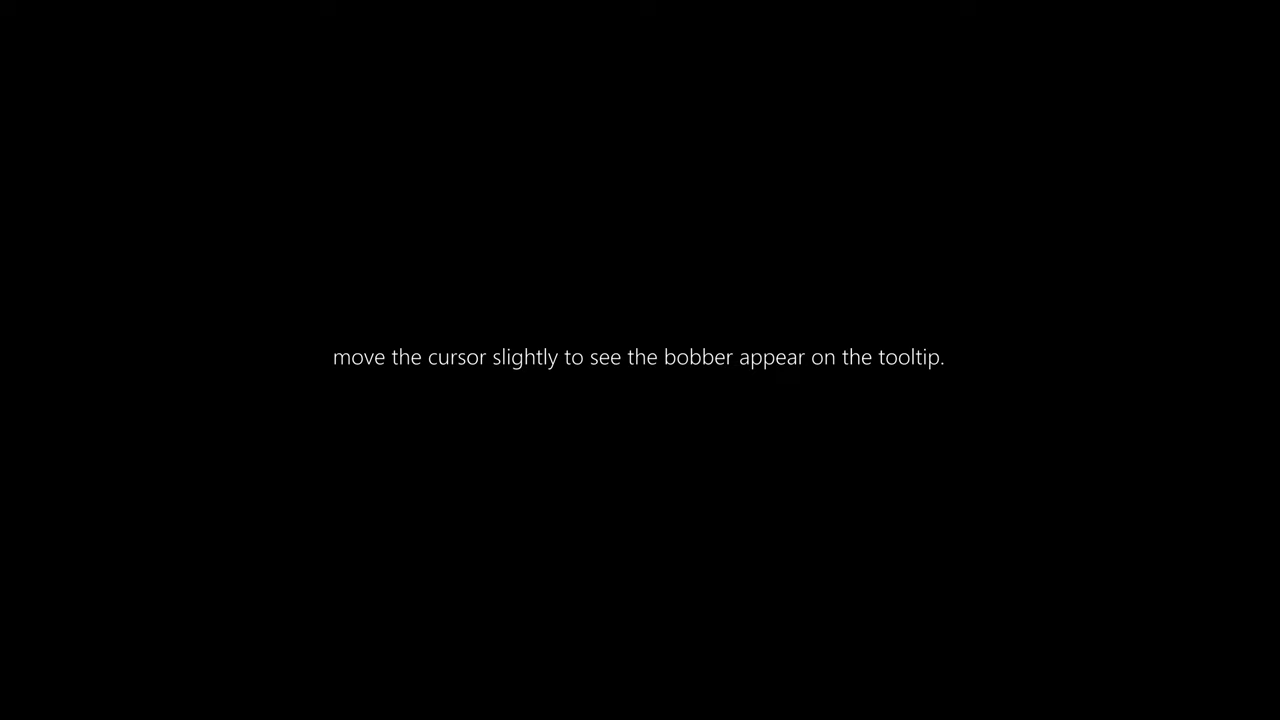 move the cursor slightly to see the bobber appear on the tooltip.